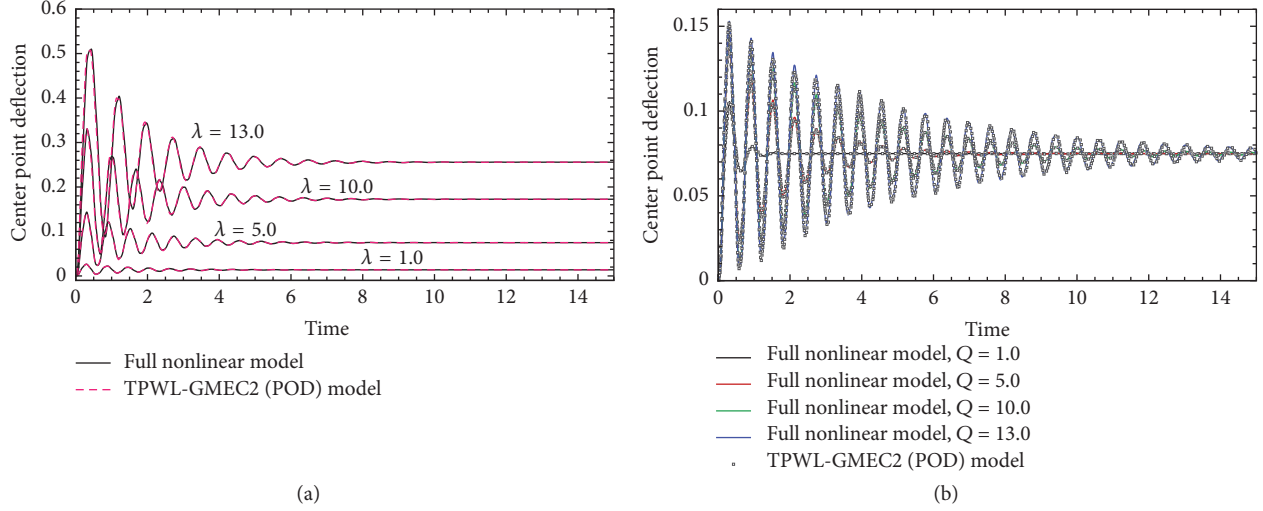 Center point deflection
0.6
0.5
0.4
0.3
0.2
0.1
0
λ = 13.0
λ = 10.0
λ = 5.0
λ = 1.0
0 2 4 6 8 10 12 14
Time
Full nonlinear model
TPWL-GMEC2 (POD) model
(a)
Center point deflection
0.15
0.1
0.05
0
0 2 4 6 8 10 12 14
Time
Full nonlinear model, Q = 1.0
Full nonlinear model, Q = 5.0
Full nonlinear model, Q = 10.0
Full nonlinear model, Q = 13.0
TPWL-GMEC2 (POD) model
(b)